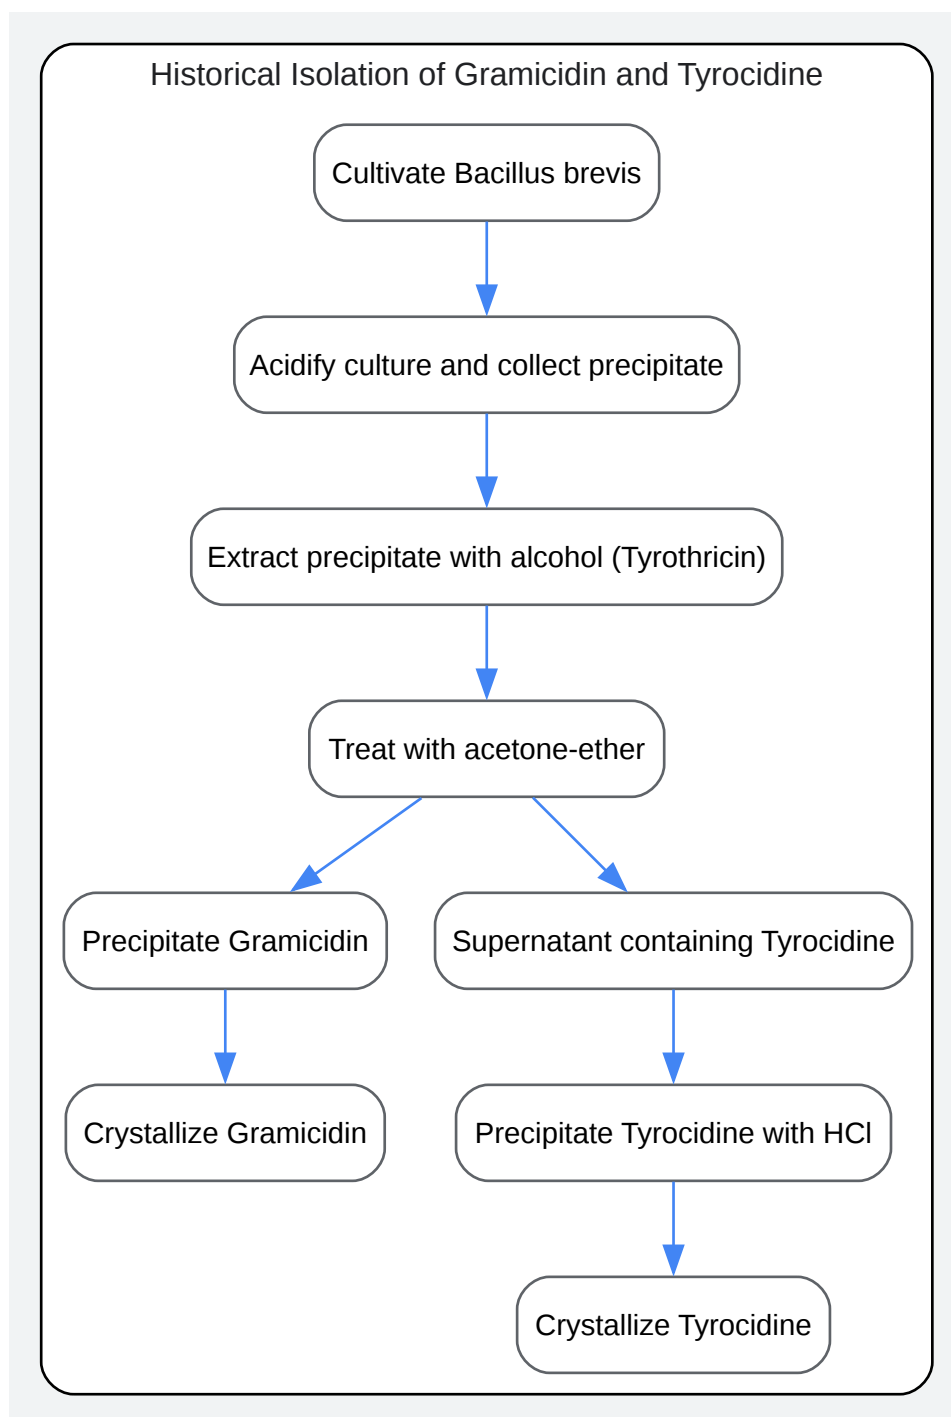 Historical Isolation of Gramicidin and Tyrocidine
Cultivate Bacillus brevis
Acidify culture and collect precipitate
Extract precipitate with alcohol (Tyrothricin)
Treat with acetone-ether
Precipitate Gramicidin
Supernatant containing Tyrocidine
Crystallize Gramicidin
Precipitate Tyrocidine with HCl
Crystallize Tyrocidine